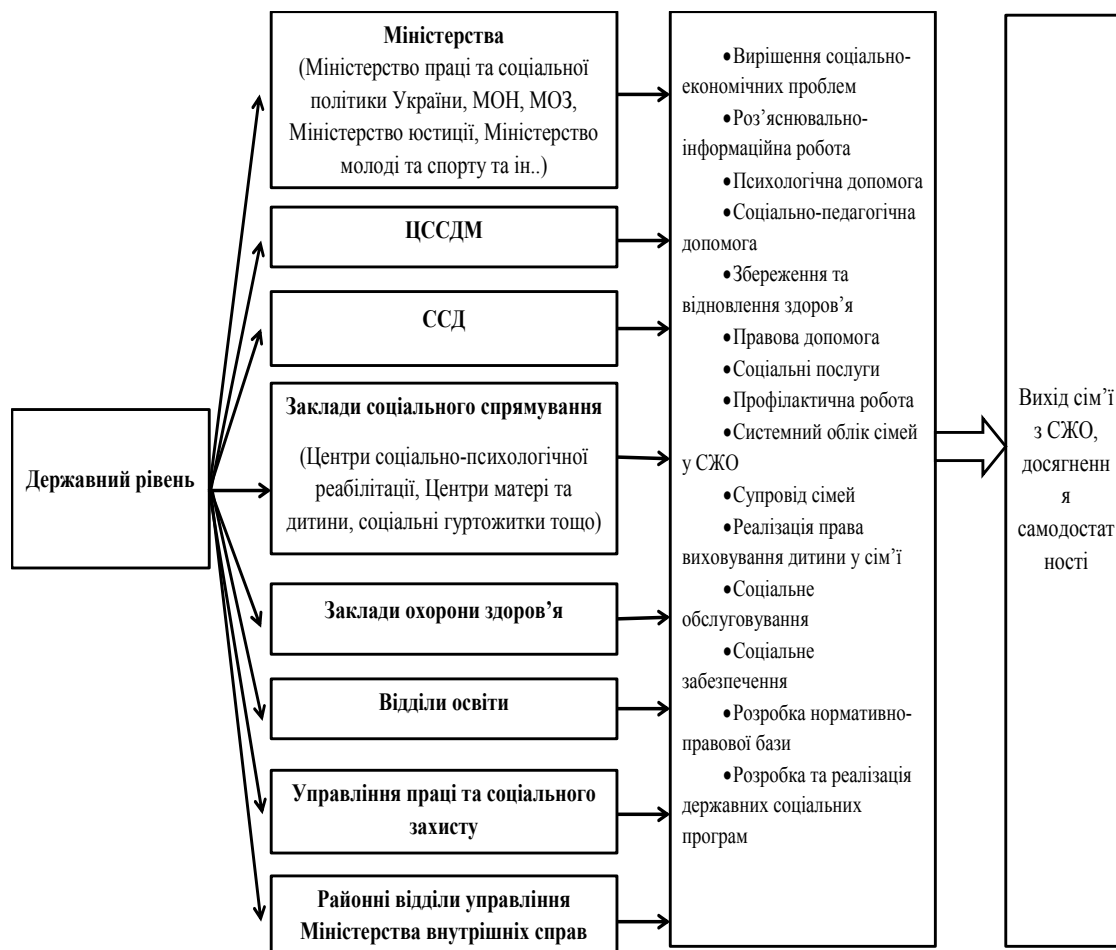 Державний рівень
Міністерства
(Міністерство праці та соціальної
політики України, МОН, МОЗ,
Міністерство юстиції, Міністерство
молоді та спорту та ін..)
ЦССДМ
ССД
Заклади соціального спрямування
(Центри соціально-психологічної
реабілітації, Центри матері та
дитини, соціальні гуртожитки тощо)
Заклади охорони здоров’я
Відділи освіти
Управління праці та соціального
захисту
Районні відділи управління
Міністерства внутрішніх справ
•Вирішення соціально-
економічних проблем
•Роз’яснювально-
інформаційна робота
•Психологічна допомога
•Соціально-педагогічна
допомога
•Збереження та
відновлення здоров’я
•Правова допомога
•Соціальні послуги
•Профілактична робота
•Системний облік сімей
у СЖО
•Супровід сімей
•Реалізація права
виховування дитини у сім’ї
•Соціальне
обслуговування
•Соціальне
забезпечення
•Розробка нормативно-
правової бази
•Розробка та реалізація
державних соціальних
програм
Вихід сім’ї
з СЖО,
досягненн
я
самодостат
ності